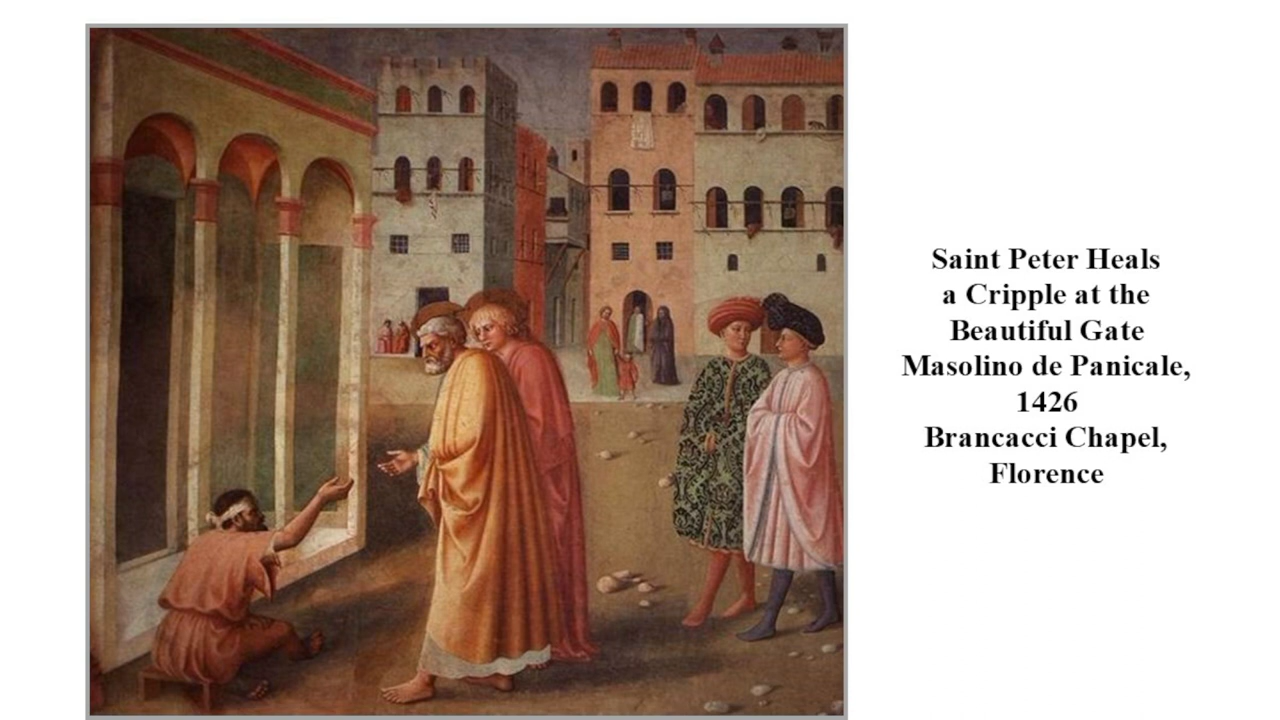 Saint Peter Heals
a Cripple at the
Beautiful Gate
Masolino de Panicale,
1426
Brancacci Chapel,
Florence